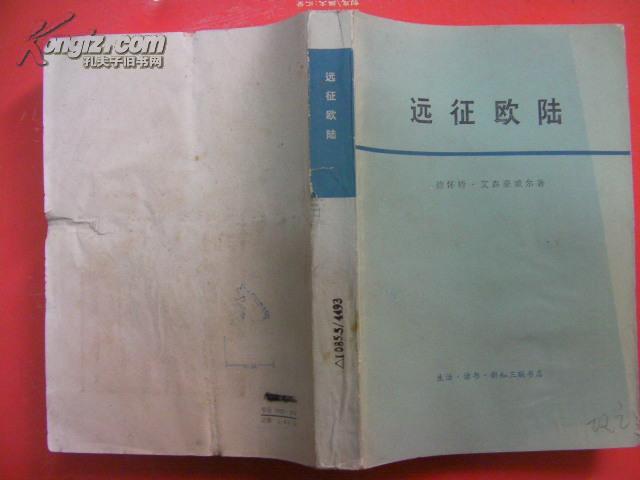 Kongfz.com
孔夫子旧书网
远征欧陆
△1085.5/4493
远征欧陆
德怀特·艾森豪威尔著
生活·读书·新知三联书店